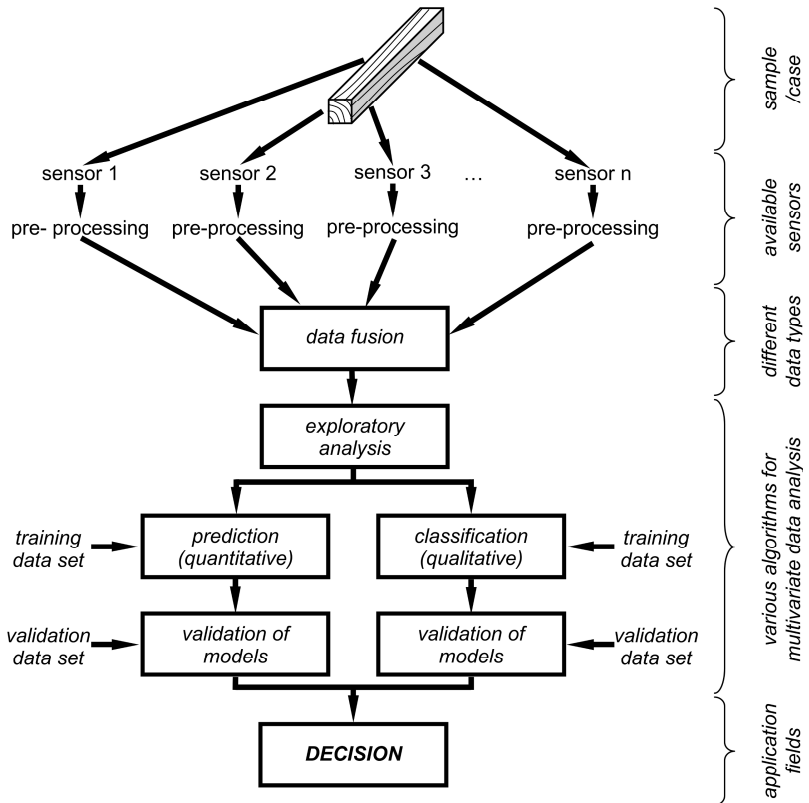 sample
/case
sensor 1
sensor 2
sensor 3
...
sensor n
pre- processing
pre-processing
pre-processing
pre-processing
available
sensors
data fusion
different
data types
exploratory
analysis
training
data set
prediction
(quantitative)
classification
(qualitative)
training
data set
validation
data set
validation of
models
validation of
models
validation
data set
various algorithms for
multivariate data analysis
DECISION
application
fields